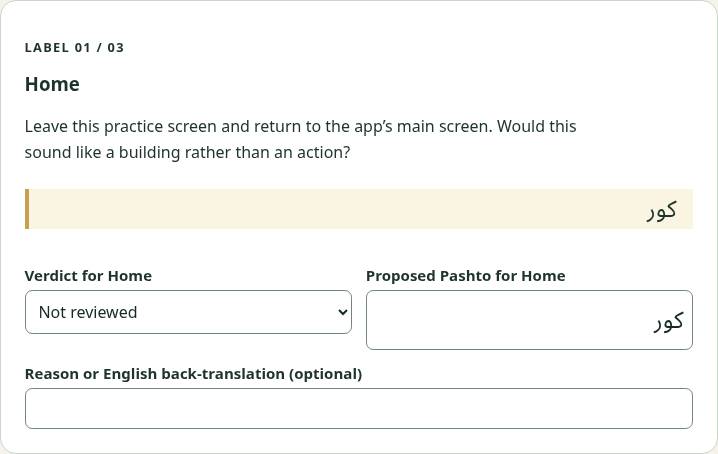 LABEL 01 / 03
Home
Leave this practice screen and return to the app’s main screen. Would this
sound like a building rather than an action?
کور
Verdict for Home
Proposed Pashto for Home
Not reviewed
کور
Reason or English back-translation (optional)